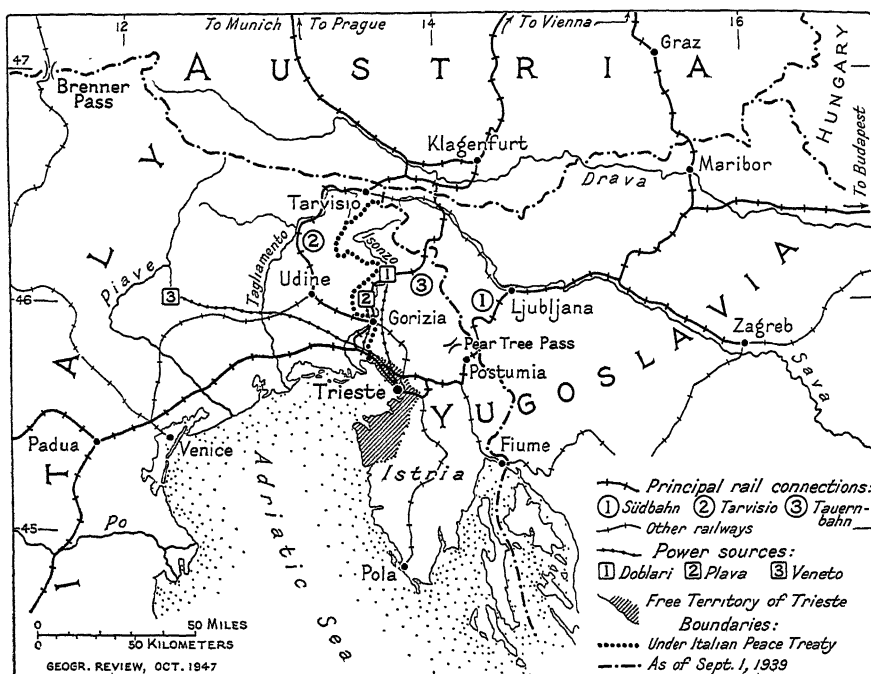 12
To Munich
To Prague
14
To Vienna
16
Graz
HUNGARY
47
AUSTRIA
Brenner
Pass
Klagenfurt
To Budapest
Maribor
Drava
Tarvisio
ITALY
2
Isonzo
Tagliamento
Piave
1
3
Udine
3
46
2
1
Ljubljana
Gorizia
Zagreb
Pear Tree Pass
Postumia
Sava
Trieste
YUGOSLAVIA
Padua
Venice
Fiume
Istria
Adriatic Sea
45
Po
Pola
Principal rail connections:
1 Südbahn 2 Tarvisio 3 Tauern-
bahn
Other railways
Power sources:
1 Doblari 2 Plava 3 Veneto
Free Territory of Trieste
Boundaries:
Under Italian Peace Treaty
As of Sept. 1, 1939
0 50 MILES
0 50 KILOMETERS
GEOGR. REVIEW, OCT. 1947